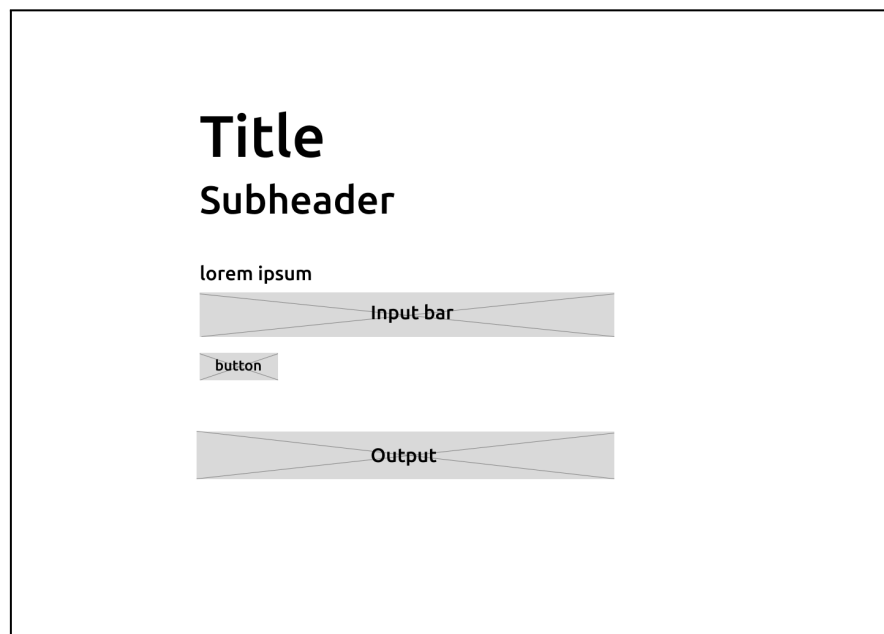 Title
Subheader
lorem ipsum
Input bar
button
Output